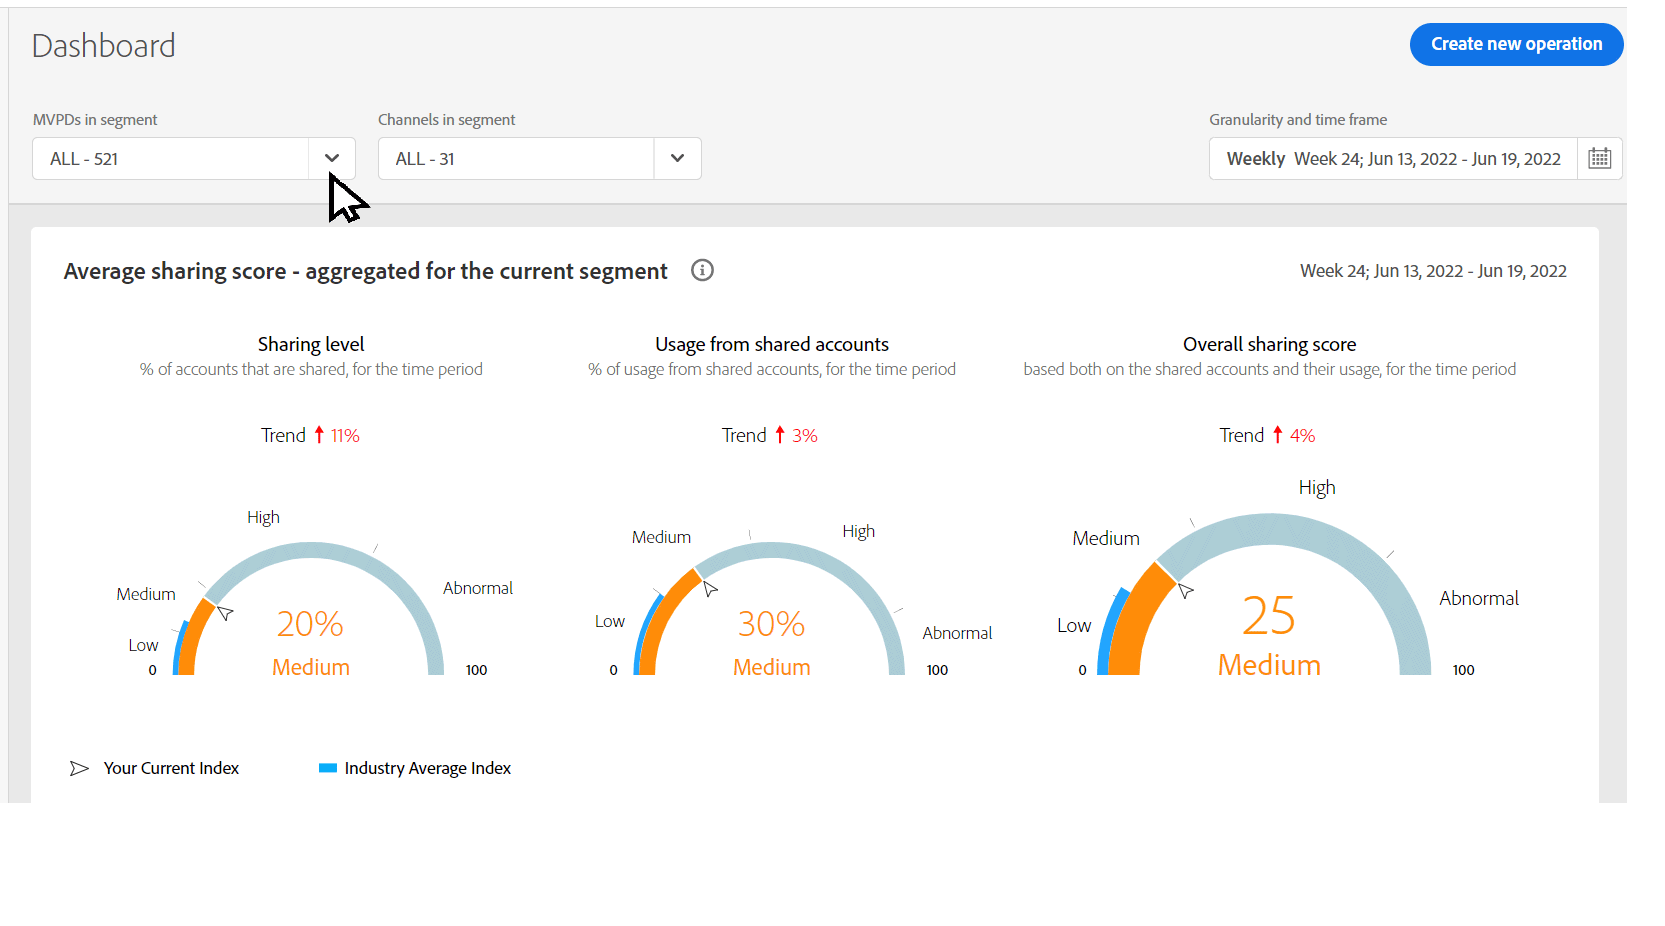 Dashboard
Create new operation
MVPDs in segment
Channels in segment
Granularity and time frame
ALL - 521
ALL - 31
Weekly Week 24; Jun 13, 2022 - Jun 19, 2022
Average sharing score - aggregated for the current segment
Week 24; Jun 13, 2022 - Jun 19, 2022
Sharing level
% of accounts that are shared, for the time period
Trend 11%
High
Medium
Abnormal
Low
20%
Medium
0
100
Usage from shared accounts
% of usage from shared accounts, for the time period
Trend 3%
Medium
High
Low
Abnormal
30%
Medium
0
100
Overall sharing score
based both on the shared accounts and their usage, for the time period
Trend 4%
High
Medium
Abnormal
Low
25
Medium
0
100
Your Current Index
Industry Average Index